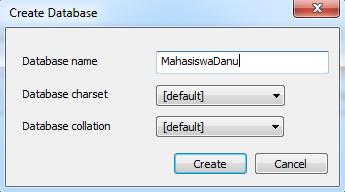 Create Database
Database name MahasiswaDanu
Database charset [default]
Database collation [default]
Create Cancel